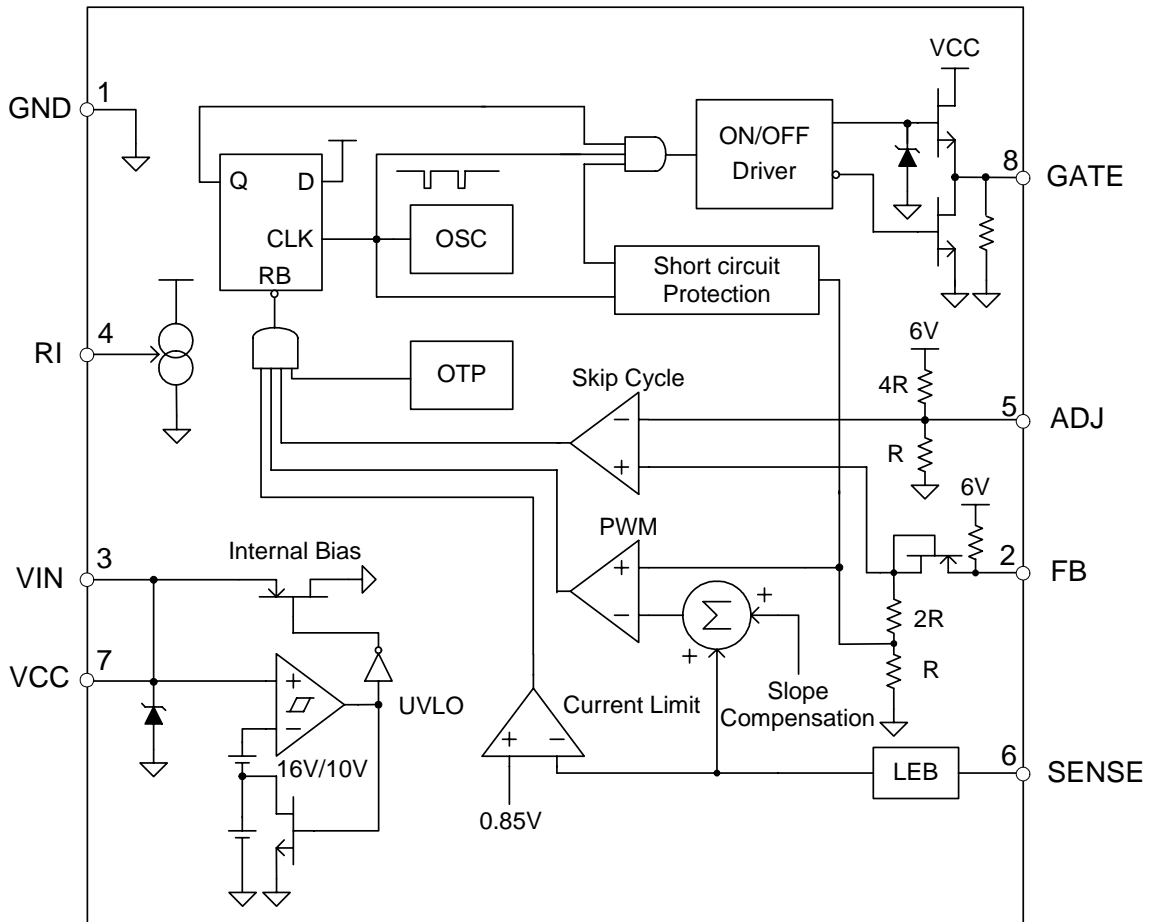 VCC
1
GND
ON/OFF
Driver
8
GATE
Q
D
CLK
OSC
RB
Short circuit
Protection
4
RI
6V
OTP
Skip Cycle
4R
5
ADJ
−
+
R
6V
PWM
3
Internal Bias
VIN
2
FB
+
−
Σ
+
+
2R
R
7
VCC
+
−
UVLO
16V/10V
Current Limit
Slope
Compensation
+
−
LEB
6
SENSE
0.85V